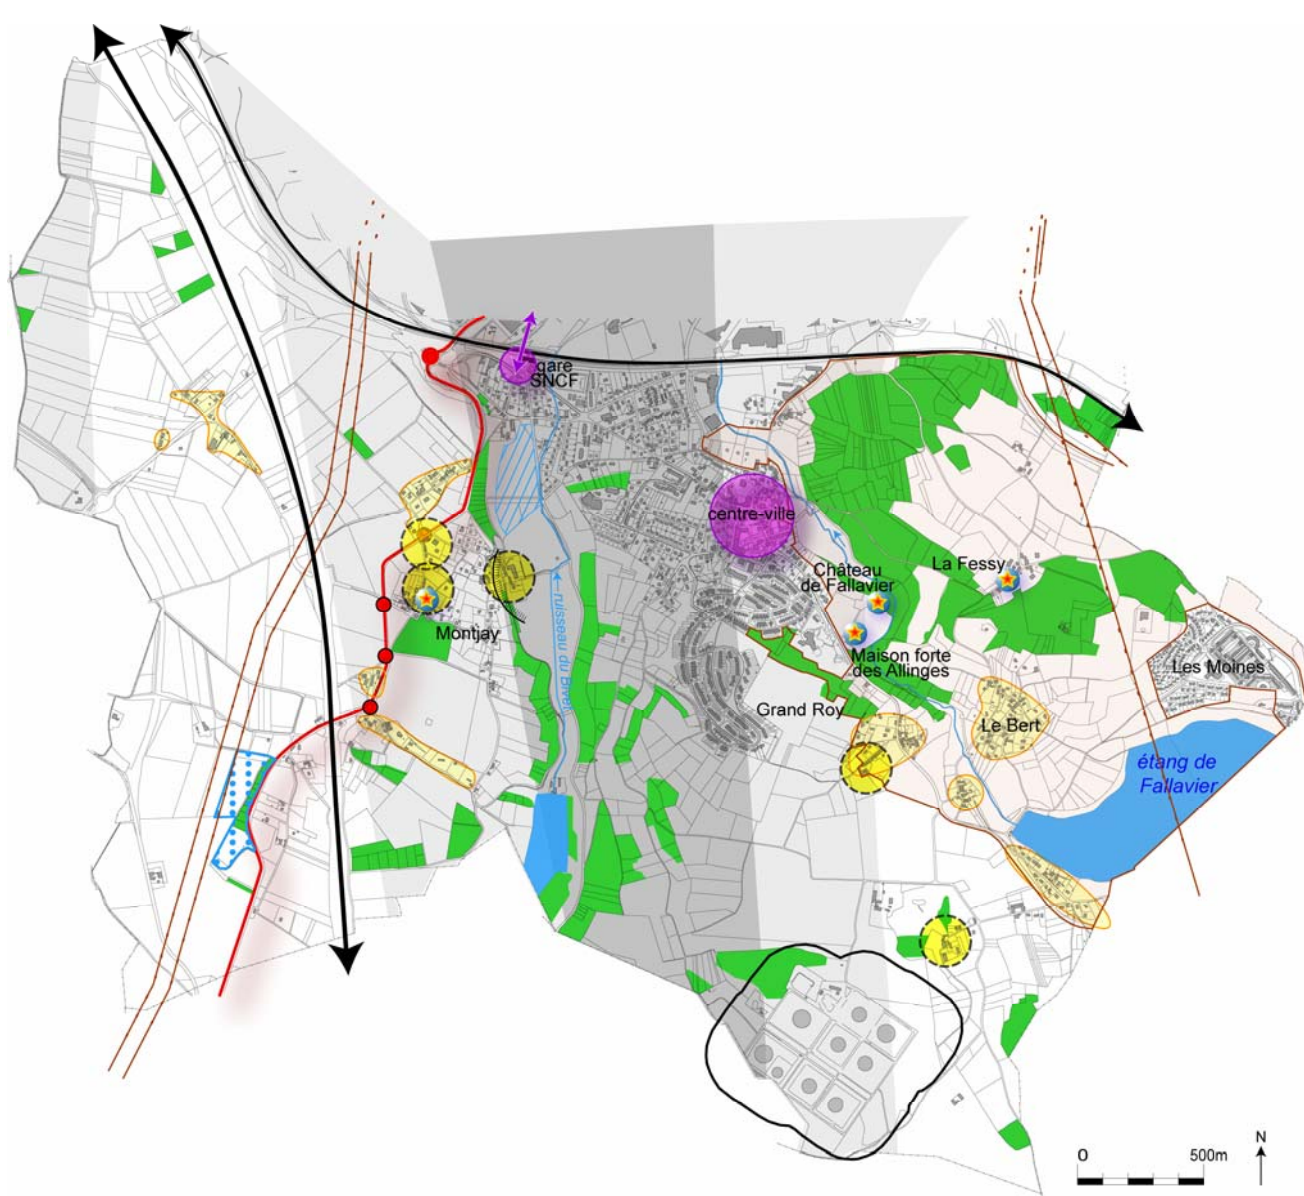 gare
SNCF
centre-ville
Château
de Fallavier
La Fessy
Montjay
Maison forte
des Allinges
Les Moines
Grand Roy
Le Bert
ruisseau du Bivet
étang de
Fallavier
0 500m
N